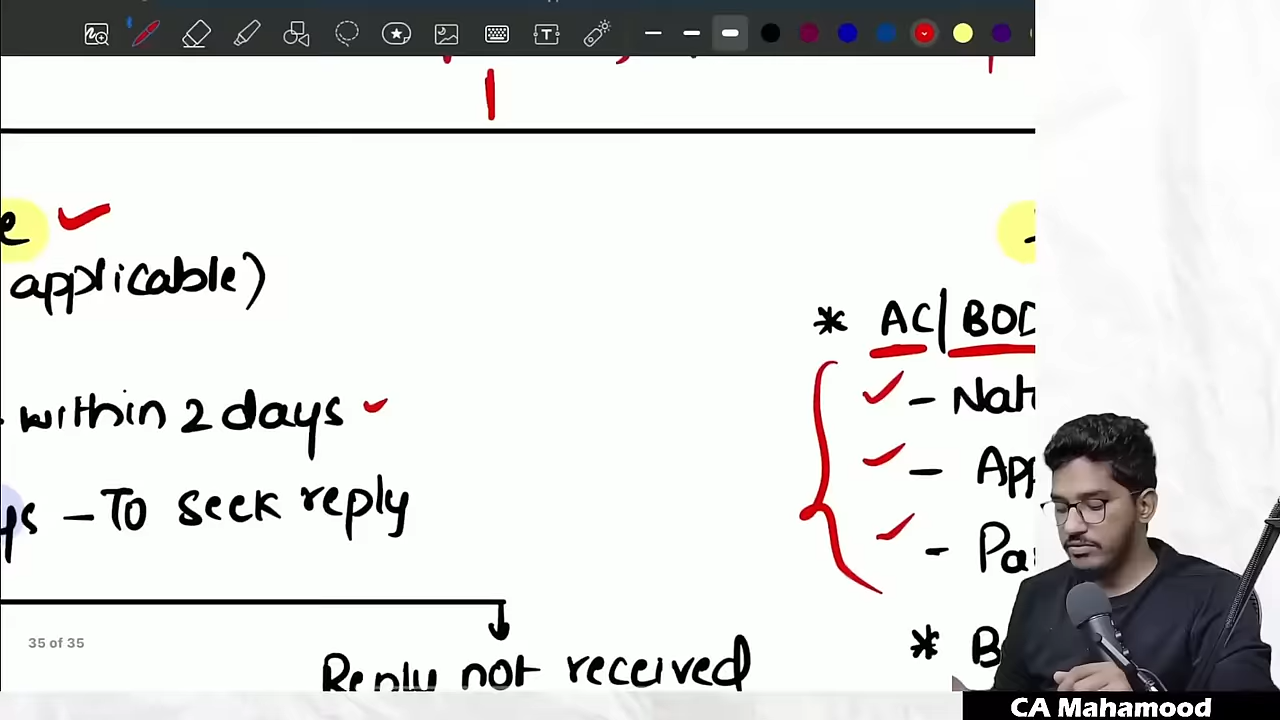 applicable)
* AC|BOD
within 2 days
- To seek reply
Reply not received
*
35 of 35
CA Mahamood